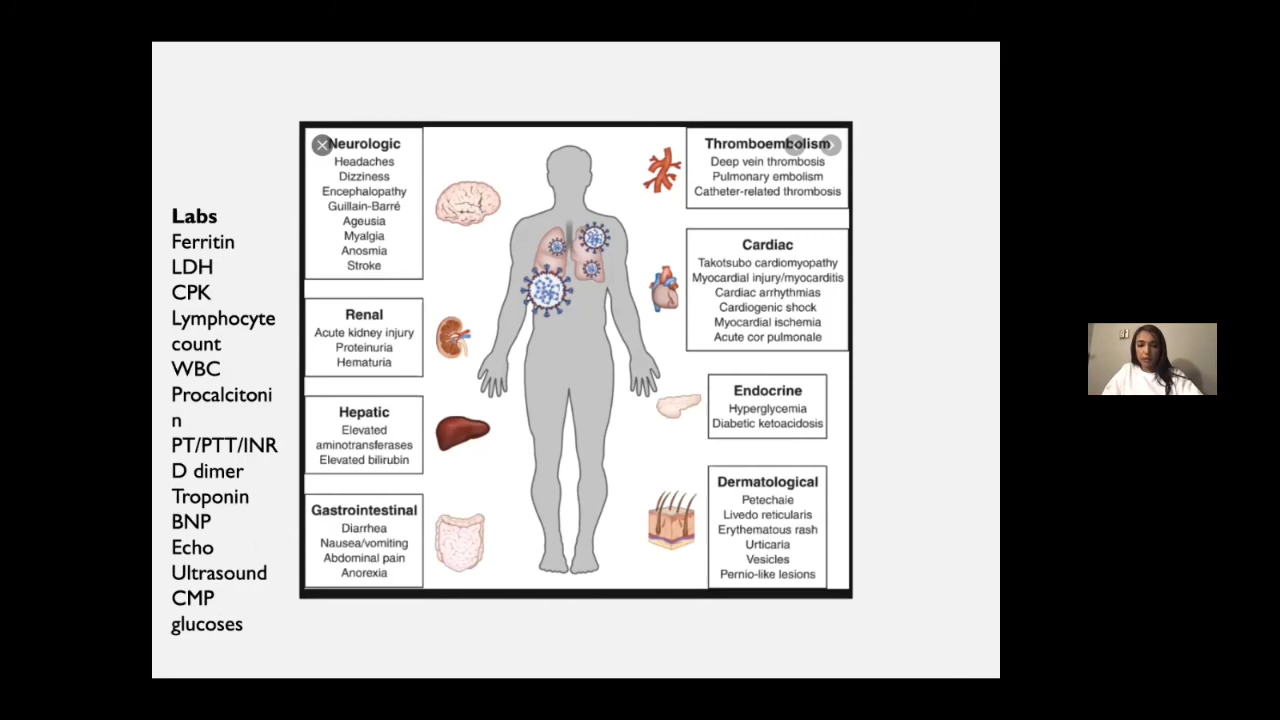 Labs
Ferritin
LDH
CPK
Lymphocyte
count
WBC
Procalcitoni
n
PT/PTT/INR
D dimer
Troponin
BNP
Echo
Ultrasound
CMP
glucoses
Neurologic
Headaches
Dizziness
Encephalopathy
Guillain-Barré
Ageusia
Myalgia
Anosmia
Stroke
Renal
Acute kidney injury
Proteinuria
Hematuria
Hepatic
Elevated
aminotransferases
Elevated bilirubin
Gastrointestinal
Diarrhea
Nausea/vomiting
Abdominal pain
Anorexia
Thromboembolism
Deep vein thrombosis
Pulmonary embolism
Catheter-related thrombosis
Cardiac
Takotsubo cardiomyopathy
Myocardial injury/myocarditis
Cardiac arrhythmias
Cardiogenic shock
Myocardial ischemia
Acute cor pulmonale
Endocrine
Hyperglycemia
Diabetic ketoacidosis
Dermatological
Petechaie
Livedo reticularis
Erythematous rash
Urticaria
Vesicles
Pernio-like lesions